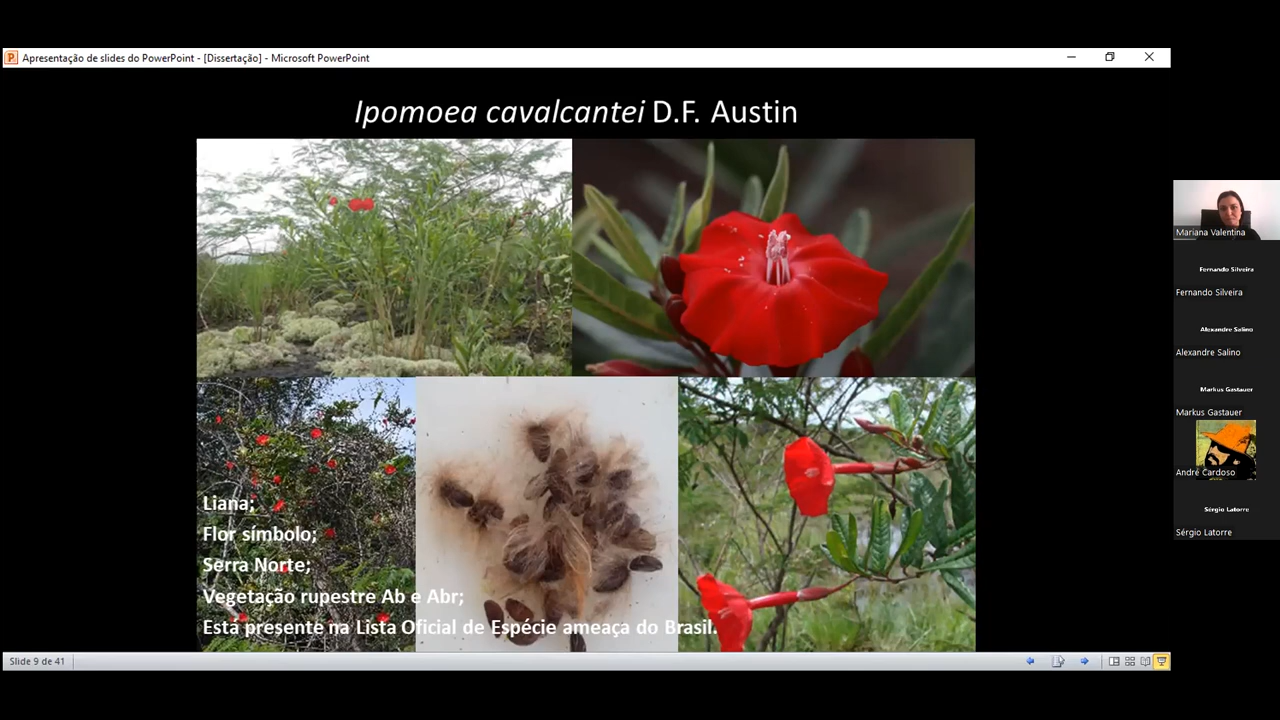 Apresentação de slides do PowerPoint - [Dissertação] - Microsoft PowerPoint
Ipomoea cavalcantei D.F. Austin
Liana;
Flor símbolo;
Serra Norte;
Vegetação rupestre Ab e Abr;
Está presente na Lista Oficial de Espécie ameaça do Brasil.
Slide 9 de 41
Mariana Valentina
Fernando Silveira
Fernando Silveira
Alexandre Salino
Alexandre Salino
Markus Gastauer
Markus Gastauer
André Cardoso
Sérgio Latorre
Sérgio Latorre